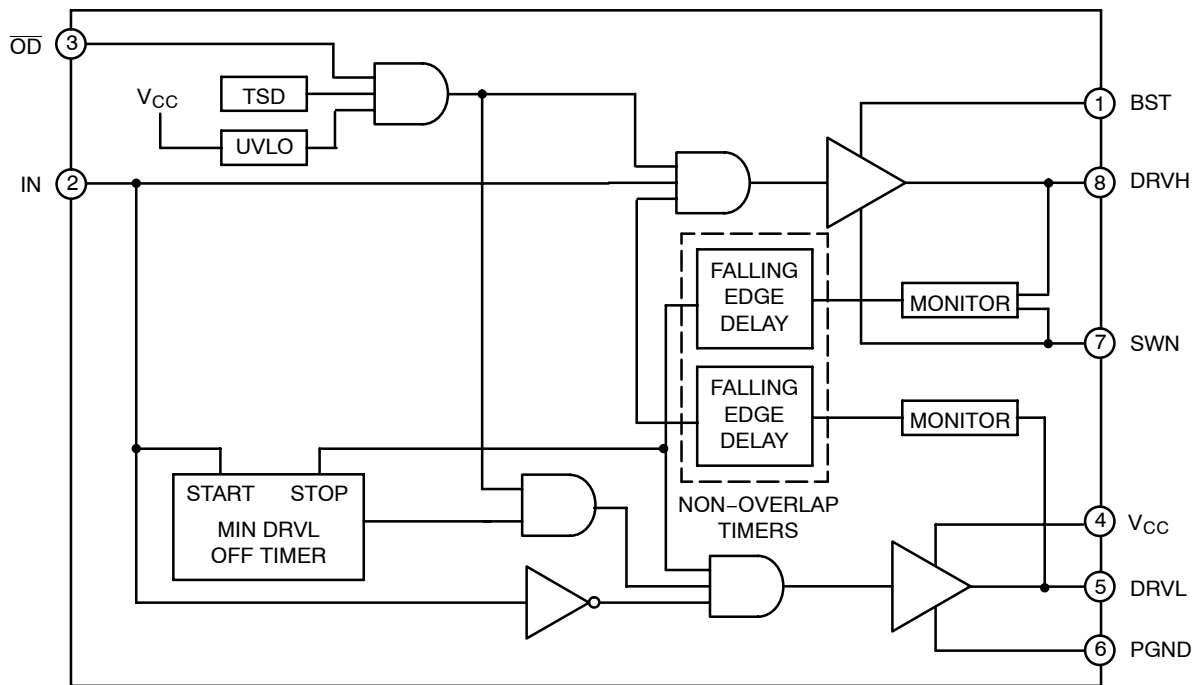 OD
3
TSD
VCC
UVLO
IN
2
1
BST
8
DRVH
FALLING
EDGE
DELAY
MONITOR
7
SWN
FALLING
EDGE
DELAY
MONITOR
START STOP
MIN DRVL
OFF TIMER
NON−OVERLAP
TIMERS
4
VCC
5
DRVL
6
PGND